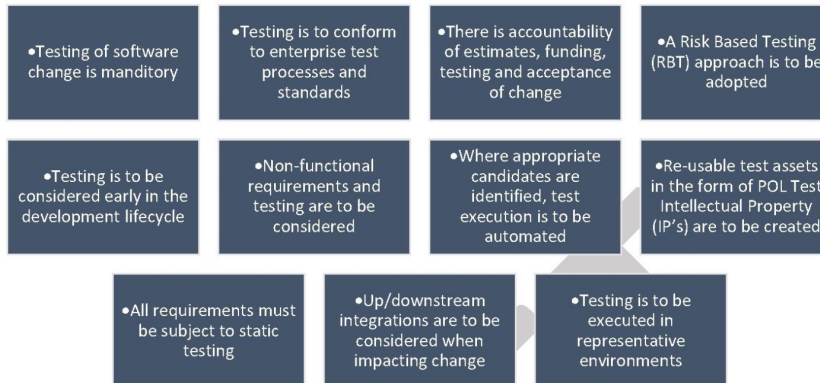 •Testing of software
change is manditory
•Testing is to conform
to enterprise test
processes and
standards
•There is accountability
of estimates, funding,
testing and acceptance
of change
•A Risk Based Testing
(RBT) approach is to be
adopted
•Testing is to be
considered early in the
development lifecycle
•Non-functional
requirements and
testing are to be
considered
•Where appropriate
candidates are
identified, test
execution is to be
automated
•Re-usable test assets
in the form of POL Test
Intellectual Property
(IP's) are to be created
•All requirements must
be subject to static
testing
•Up/downstream
integrations are to be
considered when
impacting change
•Testing is to be
executed in
representative
environments